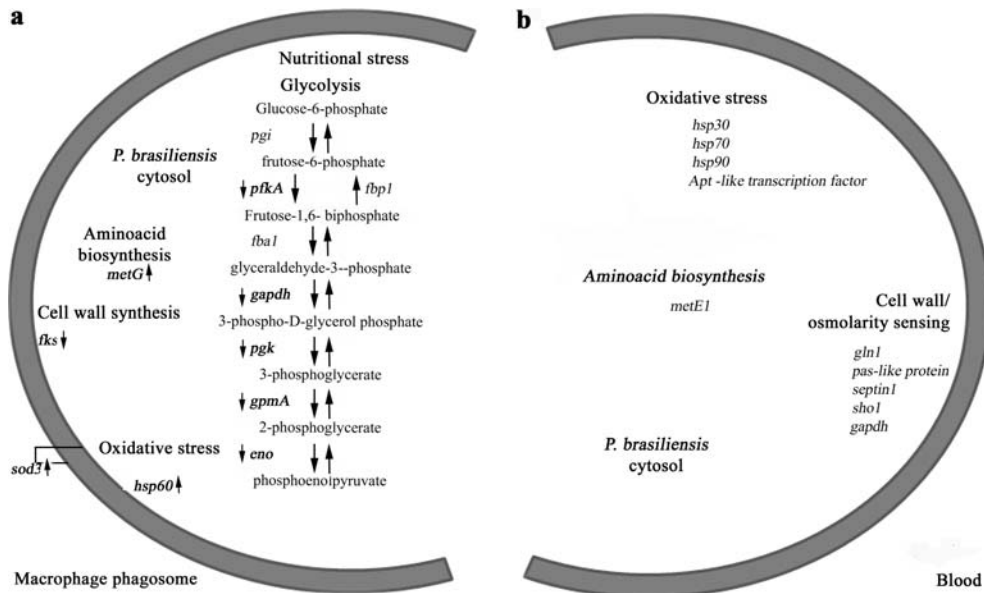 a
Nutritional stress
Glycolysis
Glucose-6-phosphate
pgi
frutose-6-phosphate
P. brasiliensis
cytosol
pfkA
fbp1
Frutose-1,6- biphosphate
fba1
Aminoacid
biosynthesis
metG
glyceraldehyde-3--phosphate
gapdh
Cell wall synthesis
fks
3-phospho-D-glycerol phosphate
pgk
3-phosphoglycerate
gpmA
2-phosphoglycerate
Oxidative stress
eno
sod3
hsp60
phosphoenolpyruvate
Macrophage phagosome
b
Oxidative stress
hsp30
hsp70
hsp90
Apt -like transcription factor
Aminoacid biosynthesis
metE1
Cell wall/
osmolarity sensing
gln1
pas-like protein
septin1
sho1
gapdh
P. brasiliensis
cytosol
Blood